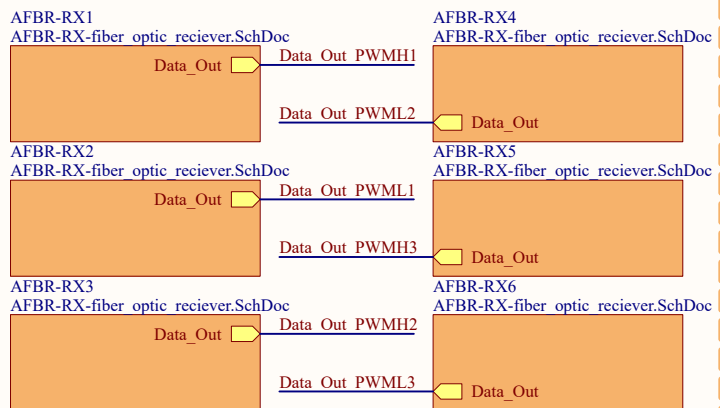 AFBR-RX1
AFBR-RX-fiber_optic_reciever.SchDoc
Data_Out
Data_Out_PWMH1
AFBR-RX4
AFBR-RX-fiber_optic_reciever.SchDoc
Data_Out_PWML2
Data_Out
AFBR-RX2
AFBR-RX-fiber_optic_reciever.SchDoc
Data_Out
Data_Out_PWML1
AFBR-RX5
AFBR-RX-fiber_optic_reciever.SchDoc
Data_Out_PWMH3
Data_Out
AFBR-RX3
AFBR-RX-fiber_optic_reciever.SchDoc
Data_Out
Data_Out_PWMH2
AFBR-RX6
AFBR-RX-fiber_optic_reciever.SchDoc
Data_Out_PWML3
Data_Out